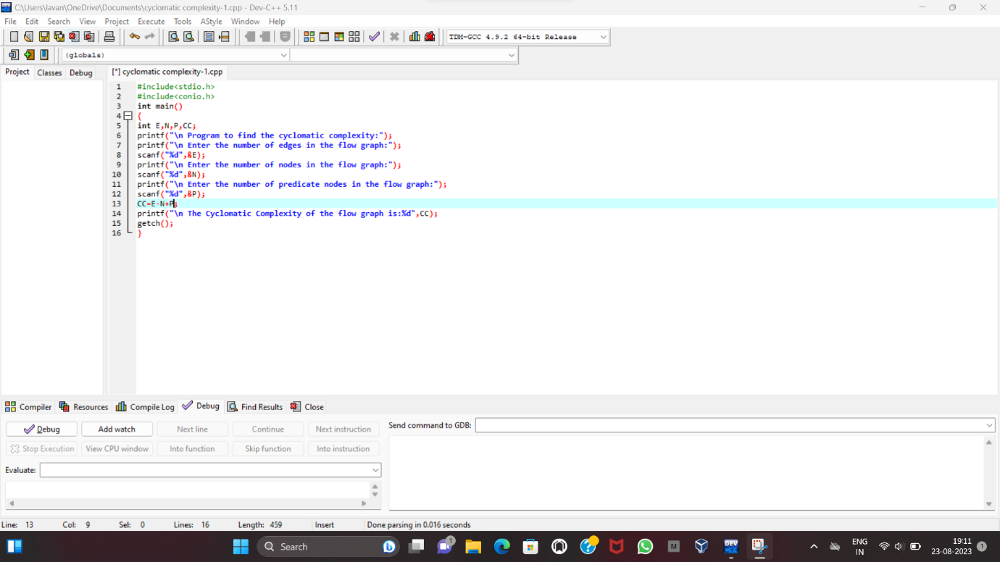 C:\Users\lavan\OneDrive\Documents\cyclomatic complexity-1.cpp - Dev-C++ 5.11
File Edit Search View Project Execute Tools AStyle Window Help
TDM-GCC 4.9.2 64-bit Release
(globals)
Project Classes Debug [*] cyclomatic complexity-1.cpp
1 #include<stdio.h>
2 #include<conio.h>
3 int main()
4 {
5 int E,N,P,CC;
6 printf("\n Program to find the cyclomatic complexity:");
7 printf("\n Enter the number of edges in the flow graph:");
8 scanf("%d",&E);
9 printf("\n Enter the number of nodes in the flow graph:");
10 scanf("%d",&N);
11 printf("\n Enter the number of predicate nodes in the flow graph:");
12 scanf("%d",&P);
13 CC=E-N+P;
14 printf("\n The Cyclomatic Complexity of the flow graph is:%d",CC);
15 getch();
16 }
Compiler Resources Compile Log Debug Find Results Close
Debug Add watch Next line Continue Next instruction Send command to GDB:
Stop Execution View CPU window Into function Skip function Into instruction
Evaluate:
Line: 13 Col: 9 Sel: 0 Lines: 16 Length: 459 Insert Done parsing in 0.016 seconds
Search 1 M DEV ENG 19:11
IN 23-08-2023 1